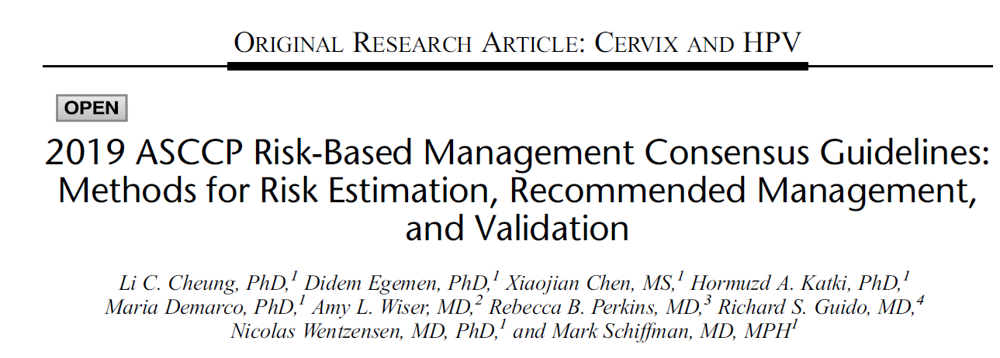 ORIGINAL RESEARCH ARTICLE: CERVIX AND HPV
OPEN
2019 ASCCP Risk-Based Management Consensus Guidelines:
Methods for Risk Estimation, Recommended Management,
and Validation
Li C. Cheung, PhD,1 Didem Egemen, PhD,1 Xiaojian Chen, MS,1 Hormuzd A. Katki, PhD,1
Maria Demarco, PhD,1 Amy L. Wiser, MD,2 Rebecca B. Perkins, MD,3 Richard S. Guido, MD,4
Nicolas Wentzensen, MD, PhD,1 and Mark Schiffman, MD, MPH1